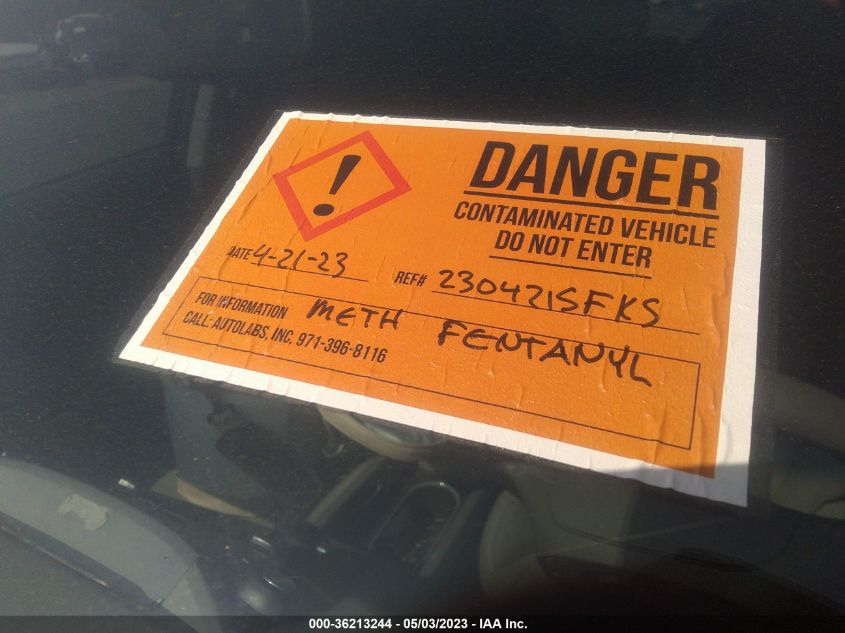 DANGER
CONTAMINATED VEHICLE
DO NOT ENTER
DATE 4-21-23 REF# 230421SFKS
FOR INFORMATION METH FENTANYL
CALL: AUTOLABS, INC. 971-396-8116
000-36213244 - 05/03/2023 - IAA Inc.